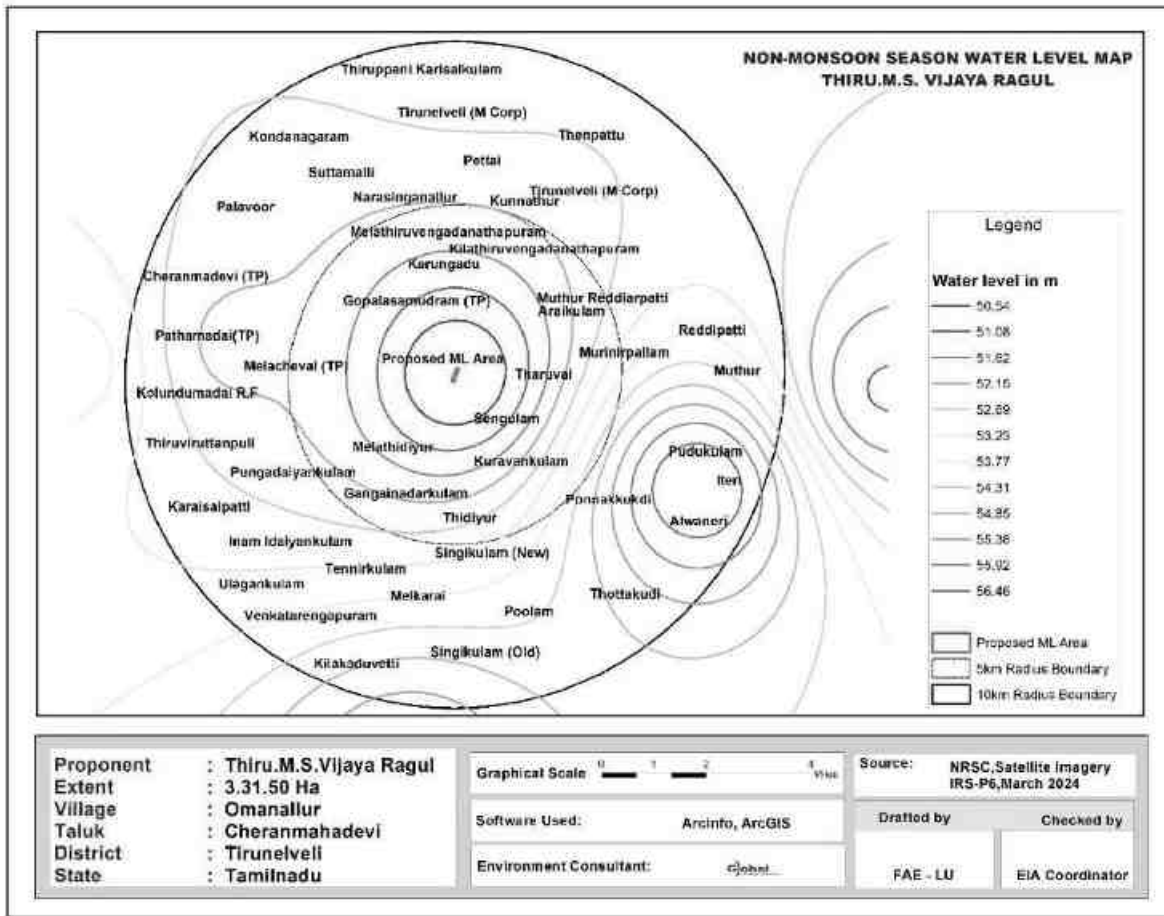 NON-MONSOON SEASON WATER LEVEL MAP
THIRU.M.S. VIJAYA RAGUL
Thiruppani Karisalkulam
Tirunelveli (M Corp)
Kondanagaram
Thenpattu
Pettai
Suttamalli
Tirunelveli (M Corp)
Narasinganallur
Kunnathur
Palavoor
Melathiruvengadanathapuram
Kilathiruvengadanathapuram
Karungadu
Cheranmadevi (TP)
Gopalasamudram (TP)
Muthur Reddiarpatti
Araikulam
Reddipatti
Pathamadai(TP)
Murinirpallam
Proposed ML Area
Melacheval (TP)
Tharuvai
Muthur
Kolundumadai R.F
Sengulam
Thiruviruttanpuli
Melathidiyur
Pudukulam
Kuravankulam
Pungadaiyankulam
Iteri
Gangainadarkulam
Ponnakkukdi
Karaisalpatti
Thidiyur
Alwaneri
Inam Idaiyankulam
Singikulam (New)
Tennirkulam
Ulagankulam
Melkarai
Thottakudi
Venkatarengapuram
Poolam
Singikulam (Old)
Kilakaduvetti
Legend
Water level in m
50.54
51.08
51.62
52.15
52.69
53.23
53.77
54.31
54.85
55.38
55.92
56.46
Proposed ML Area
5km Radius Boundary
10km Radius Boundary
Proponent : Thiru.M.S.Vijaya Ragul
Extent : 3.31.50 Ha
Village : Omanallur
Taluk : Cheranmahadevi
District : Tirunelveli
State : Tamilnadu
Graphical Scale 0 1 2 4 Miles
Software Used: Arcinfo, ArcGIS
Environment Consultant: Global
Source: NRSC,Satellite Imagery
IRS-P6,March 2024
Drafted by Checked by
FAE - LU EIA Coordinator